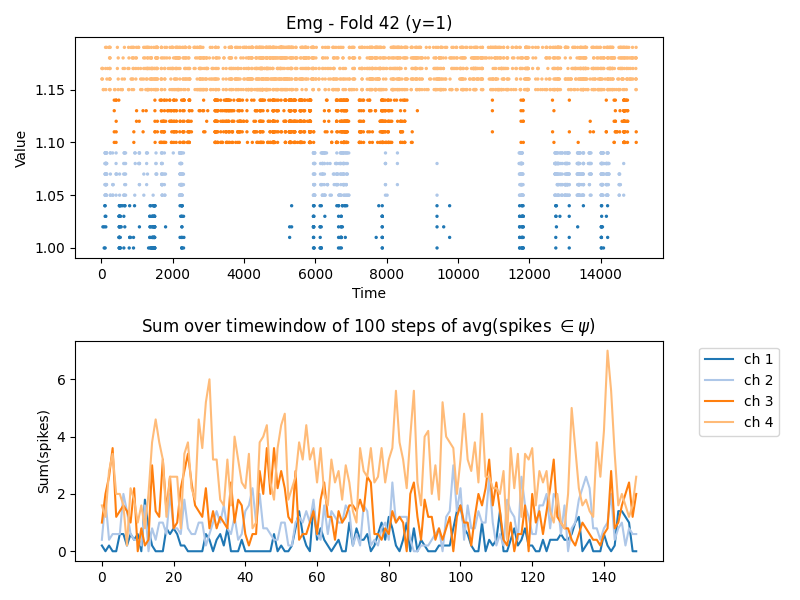 Emg - Fold 42 (y=1)
Value
1.15
1.10
1.05
1.00
0 2000 4000 6000 8000 10000 12000 14000
Time
Sum over timewindow of 100 steps of avg(spikes ∈ ψ)
Sum(spikes)
6
4
2
0
0 20 40 60 80 100 120 140
ch 1
ch 2
ch 3
ch 4